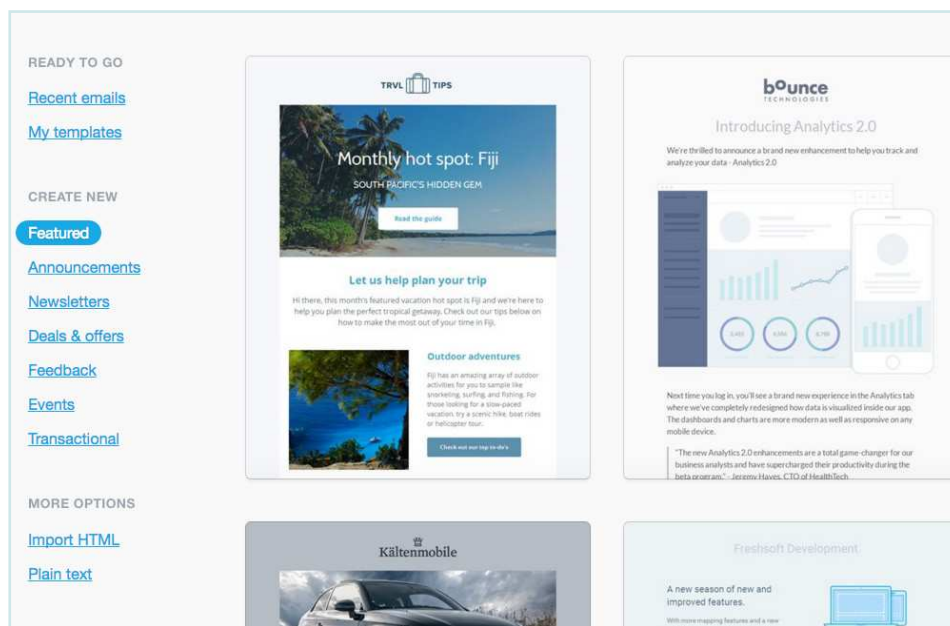 READY TO GO
Recent emails
My templates
CREATE NEW
Featured
Announcements
Newsletters
Deals & offers
Feedback
Events
Transactional
MORE OPTIONS
Import HTML
Plain text
TRVL TIPS
Monthly hot spot: Fiji
SOUTH PACIFIC'S HIDDEN GEM
Read the guide
Let us help plan your trip
Hi there, this month's featured vacation hot spot is Fiji and we're here to
help you plan the perfect tropical getaway. Check out our tips below on
how to make the most out of your time in Fiji.
Outdoor adventures
Fiji has an amazing array of outdoor
activities for you to sample like
snorkeling, surfing, and fishing. For
those looking for a slow-paced
vacation, try a scenic hike, boat rides
or helicopter tour.
Check out our top to-do's
bounce
TECHNOLOGIES
Introducing Analytics 2.0
We're thrilled to announce a brand new enhancement to help you track and
analyze your data - Analytics 2.0
Next time you log in, you'll see a brand new experience in the Analytics tab
where we've completely redesigned how data is visualized inside our app.
The dashboards and charts are more modern as well as responsive on any
mobile device.
"The new Analytics 2.0 enhancements are a total game-changer for our
business analysts and have supercharged their productivity during the
beta program." - Jeremy Hayes, CTO of HealthTech
Kältenmobile
Freshsoft Development
A new season of new and
improved features.
With more mapping features and a new